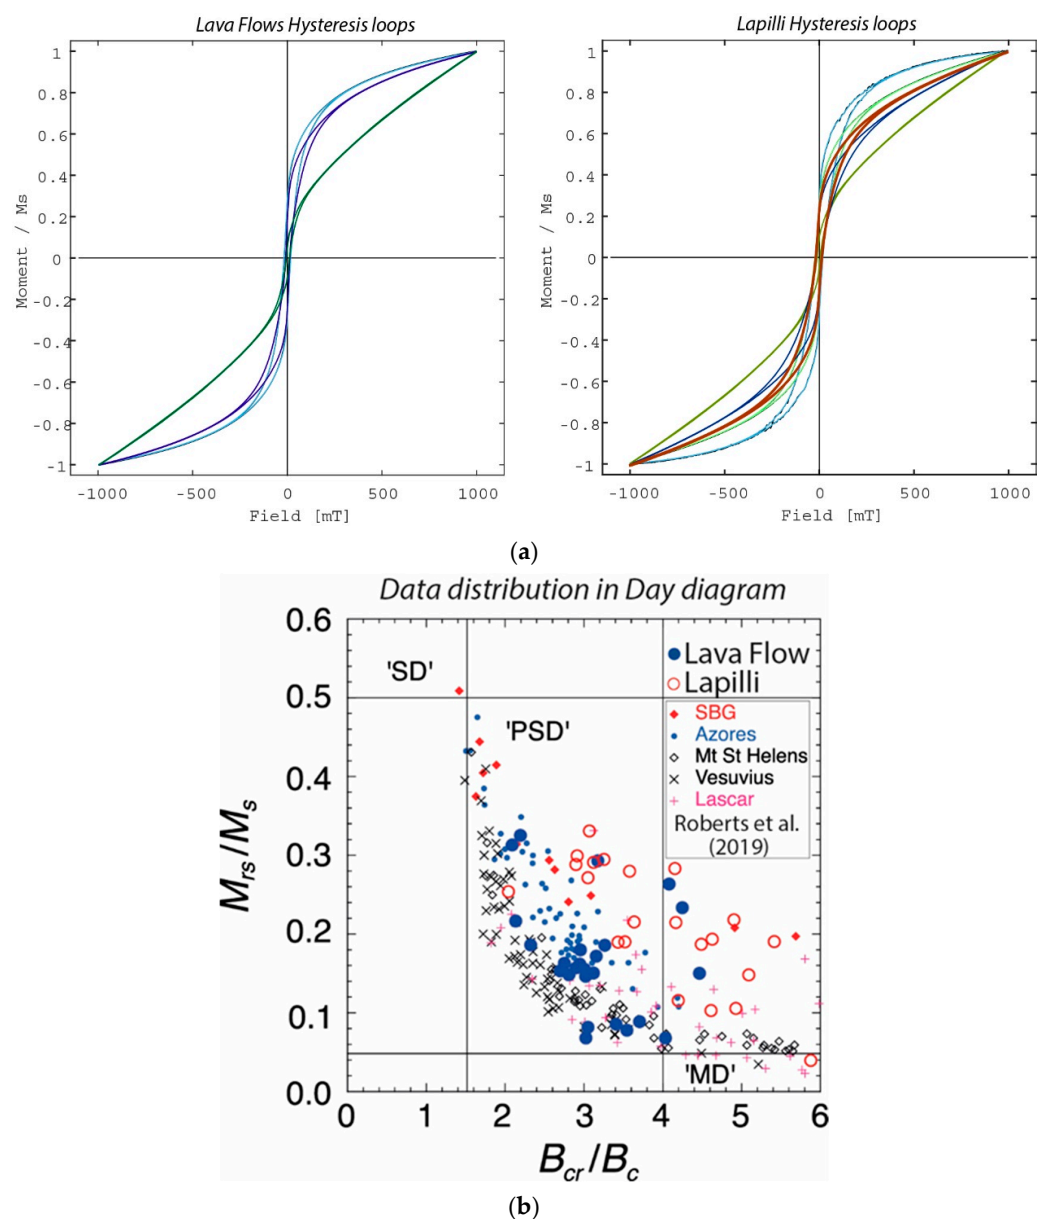 Lava Flows Hysteresis loops
Moment / Ms
1
0.8
0.6
0.4
0.2
0
-0.2
-0.4
-0.6
-0.8
-1
-1000 -500 0 500 1000
Field [mT]
Lapilli Hysteresis loops
Moment / Ms
1
0.8
0.6
0.4
0.2
0
-0.2
-0.4
-0.6
-0.8
-1
-1000 -500 0 500 1000
Field [mT]
(a)
Data distribution in Day diagram
Mrs/Ms
0.6
0.5
0.4
0.3
0.2
0.1
0.0
'SD'
'PSD'
'MD'
Lava Flow
Lapilli
SBG
Azores
Mt St Helens
Vesuvius
Lascar
Roberts et al.
(2019)
0 1 2 3 4 5 6
Bcr/Bc
(b)